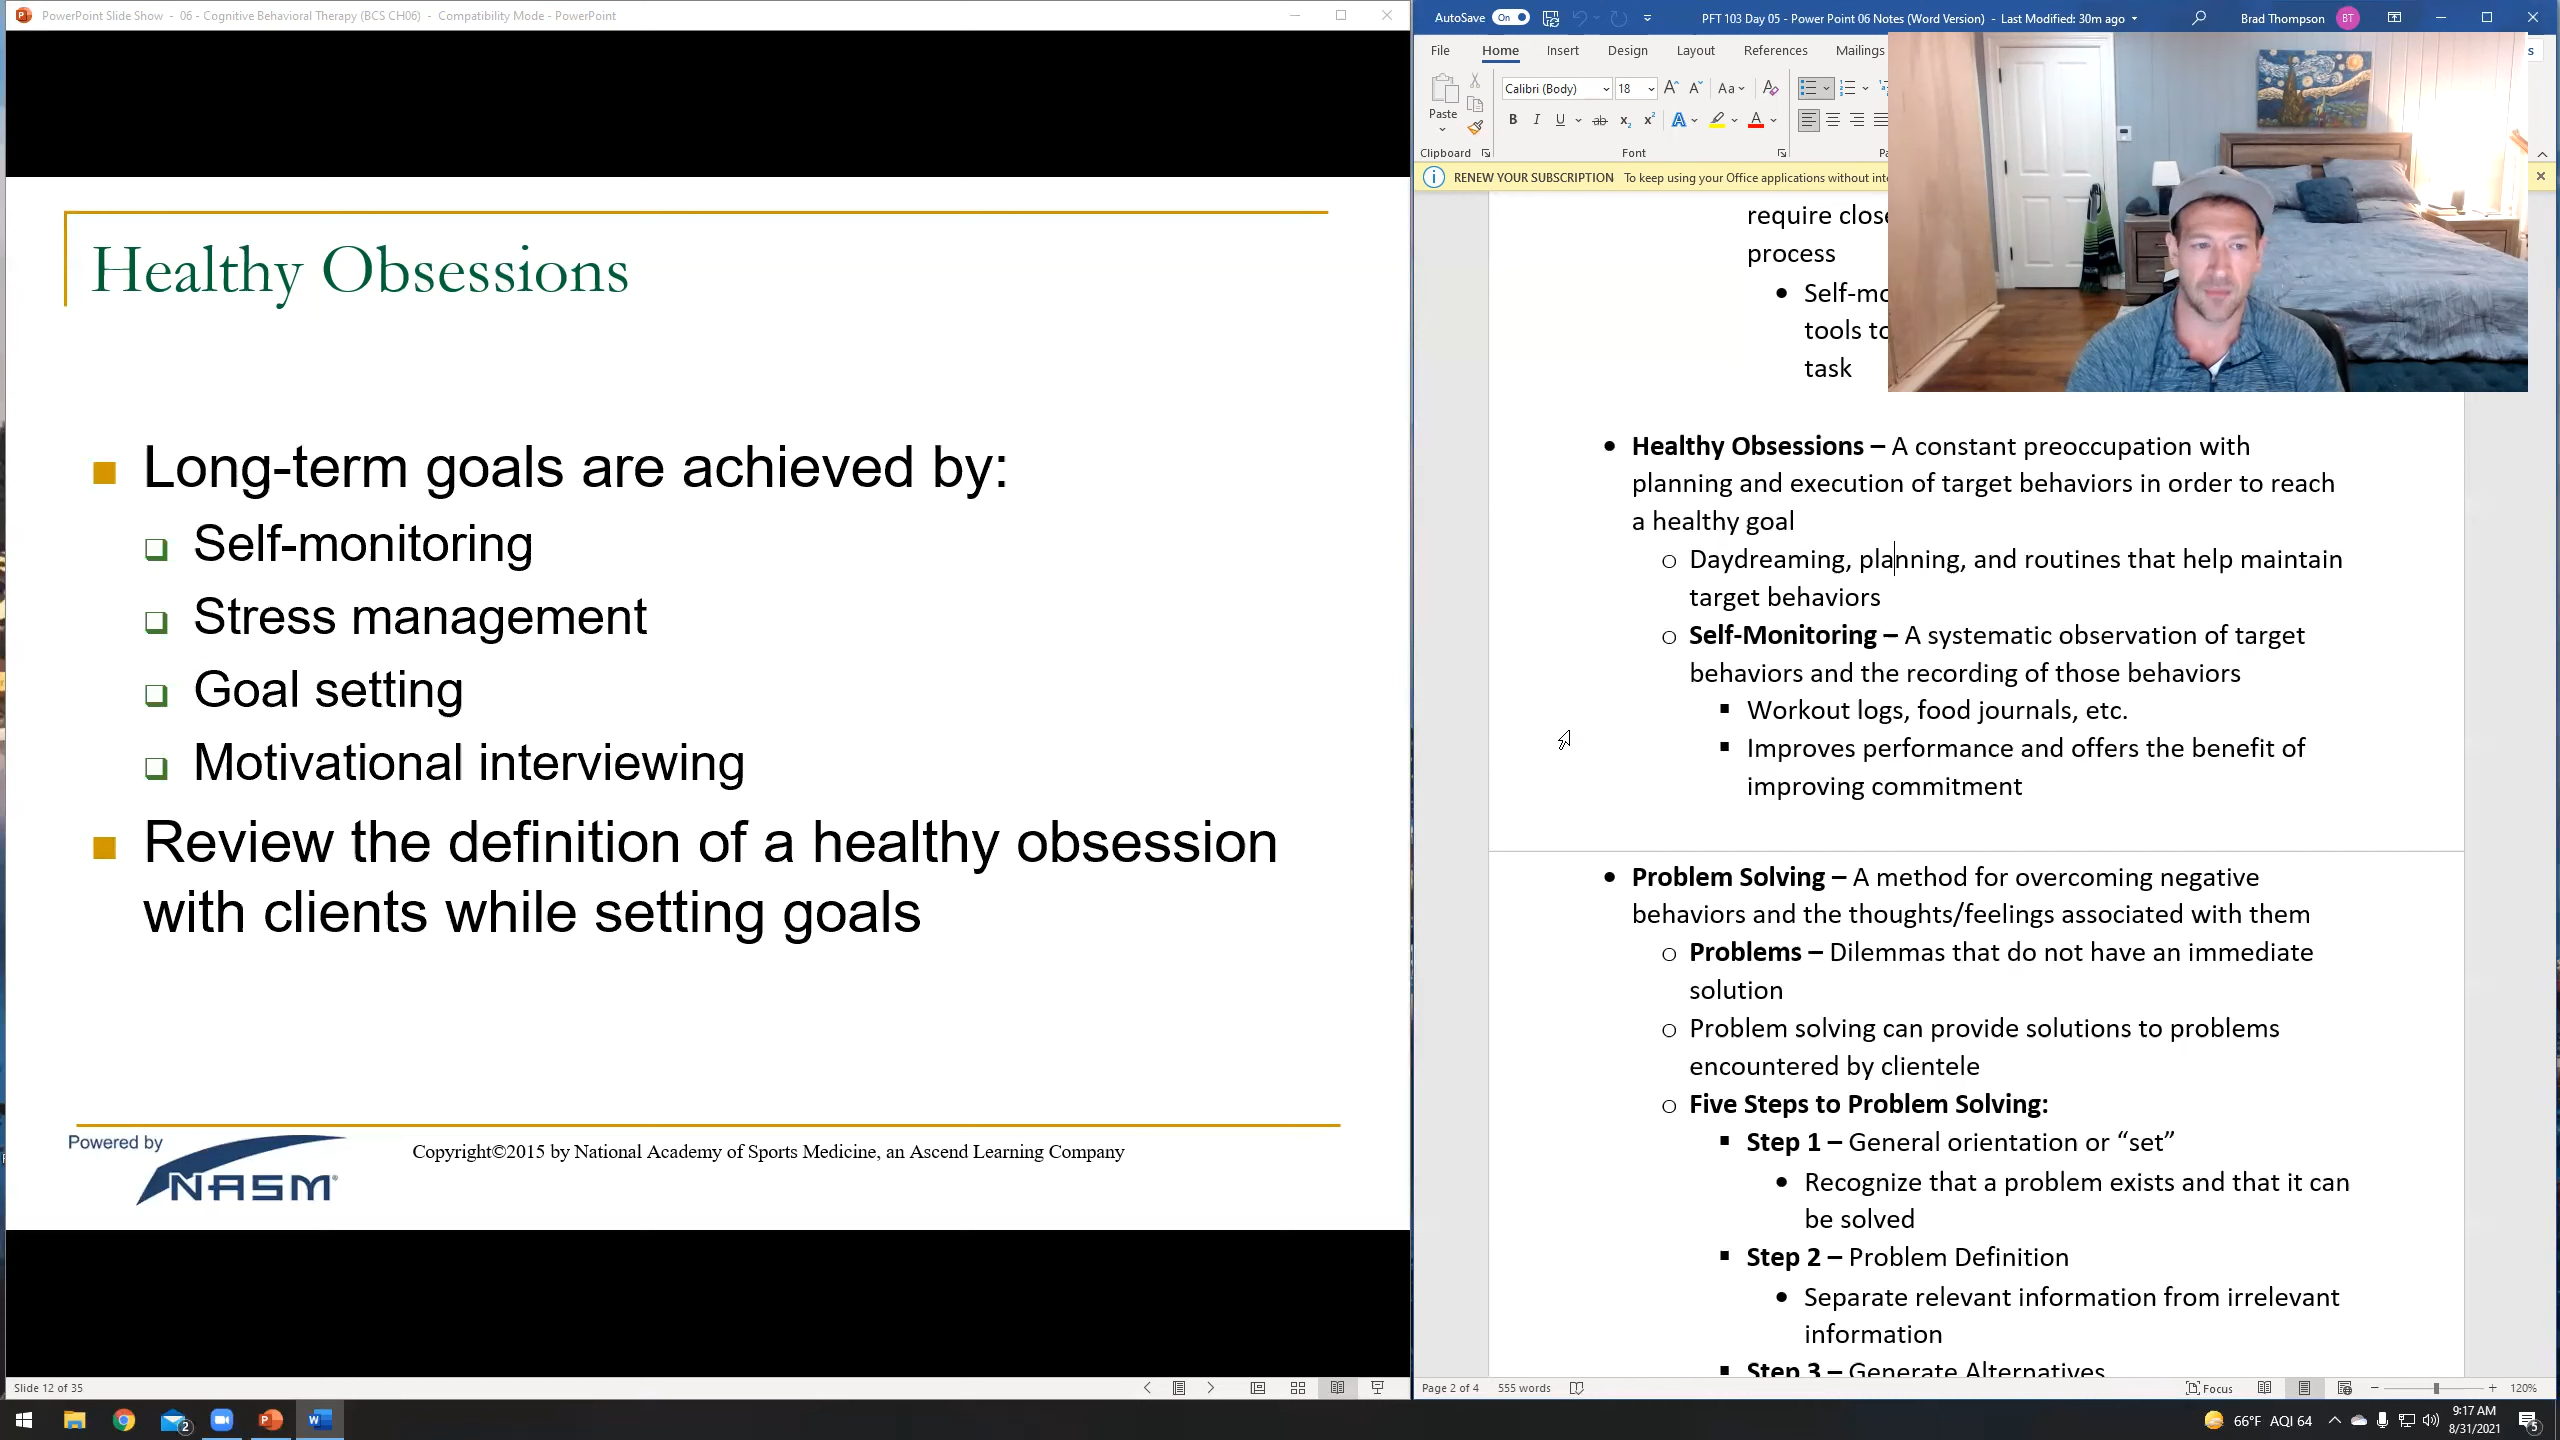 PowerPoint Slide Show - 06 - Cognitive Behavioral Therapy (BCS CH06) - Compatibility Mode - PowerPoint
Healthy Obsessions
Long-term goals are achieved by:
Self-monitoring
Stress management
Goal setting
Motivational interviewing
Review the definition of a healthy obsession
with clients while setting goals
Powered by
NASM
Copyright©2015 by National Academy of Sports Medicine, an Ascend Learning Company
Slide 12 of 35
AutoSave On
PFT 103 Day 05 - Power Point 06 Notes (Word Version) - Last Modified: 30m ago
Brad Thompson BT
File Home Insert Design Layout References Mailings
Calibri (Body) 18
Paste
Clipboard
Font
RENEW YOUR SUBSCRIPTION To keep using your Office applications without
require
process
tools
task
Healthy Obsessions – A constant preoccupation with
planning and execution of target behaviors in order to reach
a healthy goal
Daydreaming, planning, and routines that help maintain
target behaviors
Self-Monitoring – A systematic observation of target
behaviors and the recording of those behaviors
Workout logs, food journals, etc.
Improves performance and offers the benefit of
improving commitment
Problem Solving – A method for overcoming negative
behaviors and the thoughts/feelings associated with them
Problems – Dilemmas that do not have an immediate
solution
Problem solving can provide solutions to problems
encountered by clientele
Five Steps to Problem Solving:
Step 1 – General orientation or “set”
Recognize that a problem exists and that it can
be solved
Step 2 – Problem Definition
Separate relevant information from irrelevant
information
Step 3 – Generate Alternatives
Page 2 of 4 555 words
Focus
120%
66°F AQI 64
9:17 AM
8/31/2021